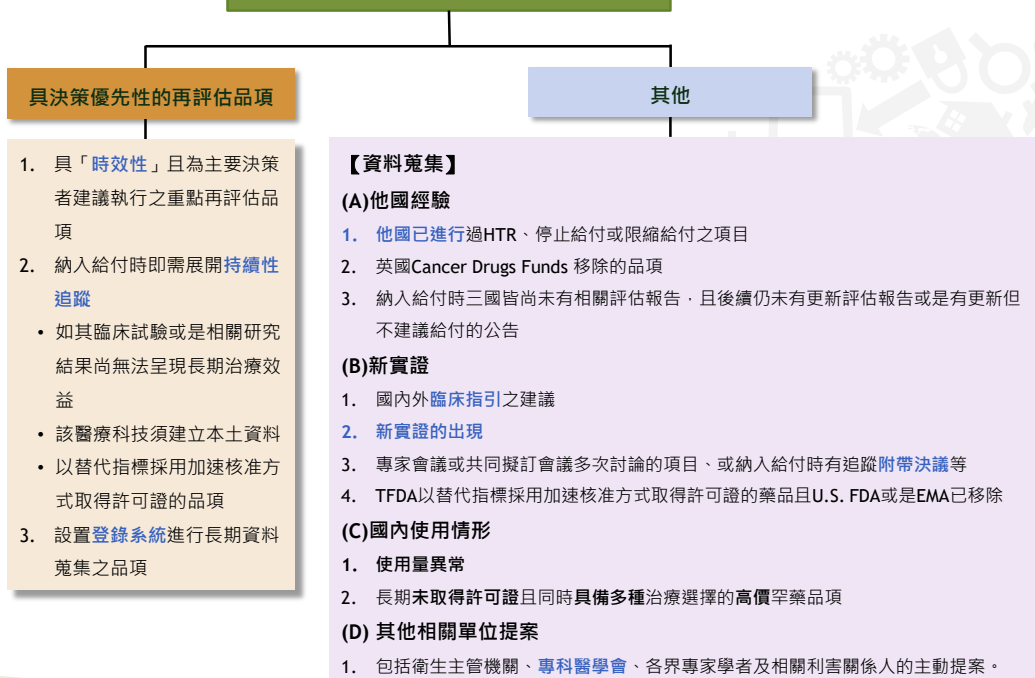 具決策優先性的再評估品項
1. 具「時效性」且為主要決策
者建議執行之重點再評估品
項
2. 納入給付時即需展開持續性
追蹤
• 如其臨床試驗或是相關研究
結果尚無法呈現長期治療效
益
• 該醫療科技須建立本土資料
• 以替代指標採用加速核准方
式取得許可證的品項
3. 設置登錄系統進行長期資料
蒐集之品項
其他
【資料蒐集】
(A)他國經驗
1. 他國已進行過HTR、停止給付或限縮給付之項目
2. 英國Cancer Drugs Funds 移除的品項
3. 納入給付時三國皆尚未有相關評估報告，且後續仍未有更新評估報告或是有更新但
不建議給付的公告
(B)新實證
1. 國內外臨床指引之建議
2. 新實證的出現
3. 專家會議或共同擬訂會議多次討論的項目、或納入給付時有追蹤附帶決議等
4. TFDA以替代指標採用加速核准方式取得許可證的藥品且U.S. FDA或是EMA已移除
(C)國內使用情形
1. 使用量異常
2. 長期未取得許可證且同時具備多種治療選擇的高價罕藥品項
(D) 其他相關單位提案
1. 包括衛生主管機關、專科醫學會、各界專家學者及相關利害關係人的主動提案。